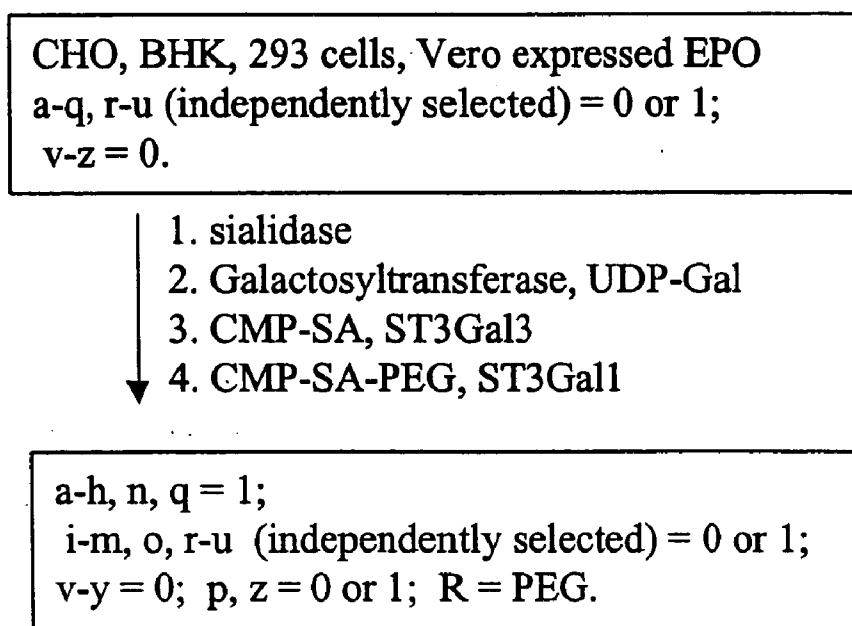 CHO, BHK, 293 cells, Vero expressed EPO
a-q, r-u (independently selected) = 0 or 1;
v-z = 0.
1. sialidase
2. Galactosyltransferase, UDP-Gal
3. CMP-SA, ST3Gal3
4. CMP-SA-PEG, ST3Gal1
a-h, n, q = 1;
i-m, o, r-u (independently selected) = 0 or 1;
v-y = 0; p, z = 0 or 1; R = PEG.